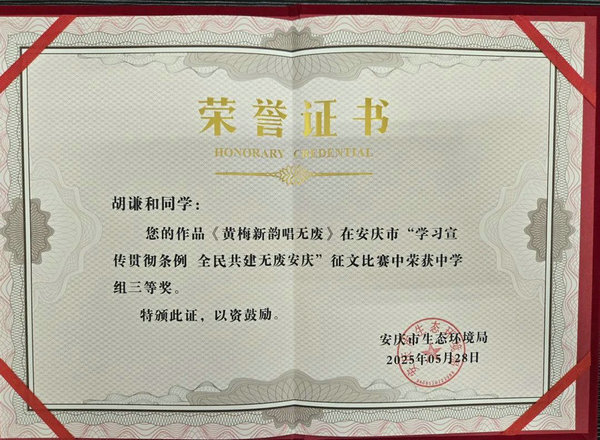 荣誉证书
HONORARY CREDENTIAL
胡谦和同学：
您的作品《黄梅新韵唱无废》在安庆市“学习宣
传贯彻条例 全民共建无废安庆”征文比赛中荣获中学
组三等奖。
特颁此证，以资鼓励。
安庆市生态环境局
2025年05月28日